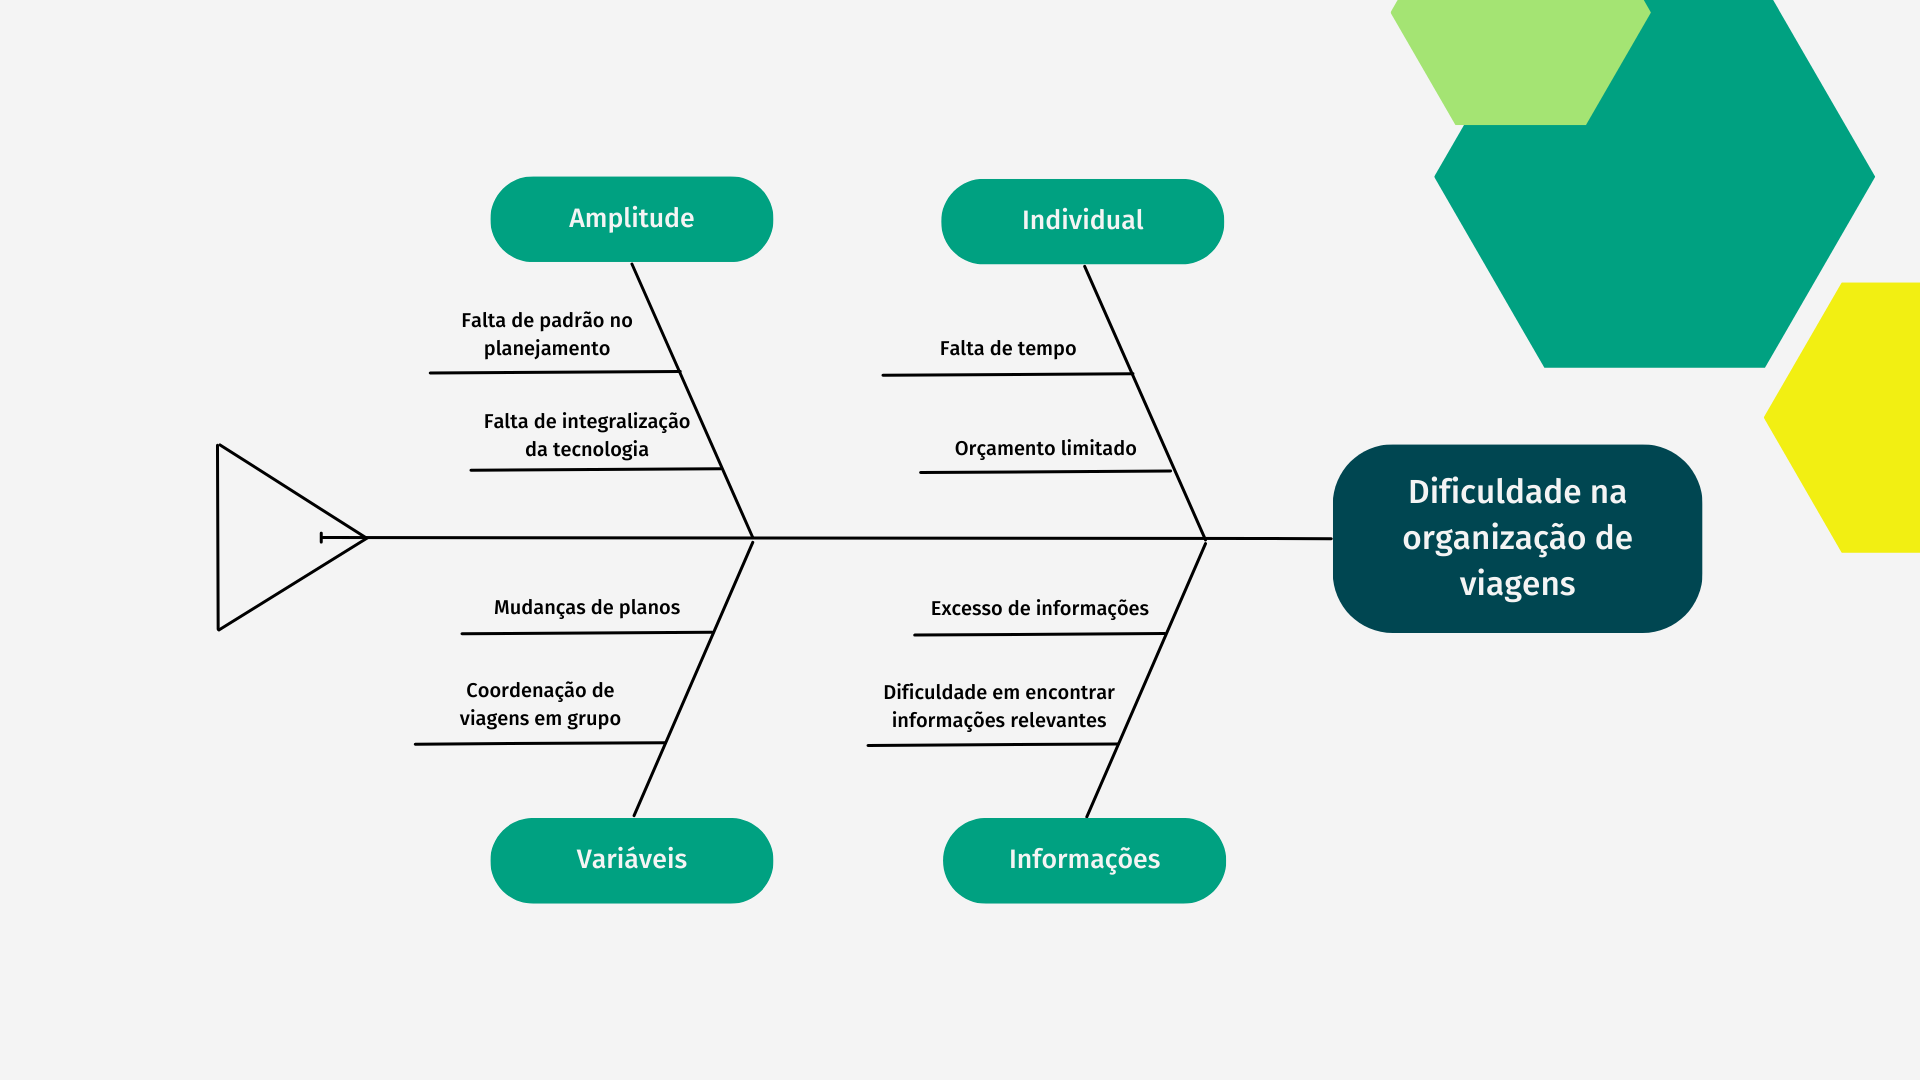 Amplitude
Individual
Falta de padrão no
planejamento
Falta de tempo
Falta de integralização
da tecnologia
Orçamento limitado
Dificuldade na
organização de
viagens
Mudanças de planos
Excesso de informações
Coordenação de
viagens em grupo
Dificuldade em encontrar
informações relevantes
Variáveis
Informações